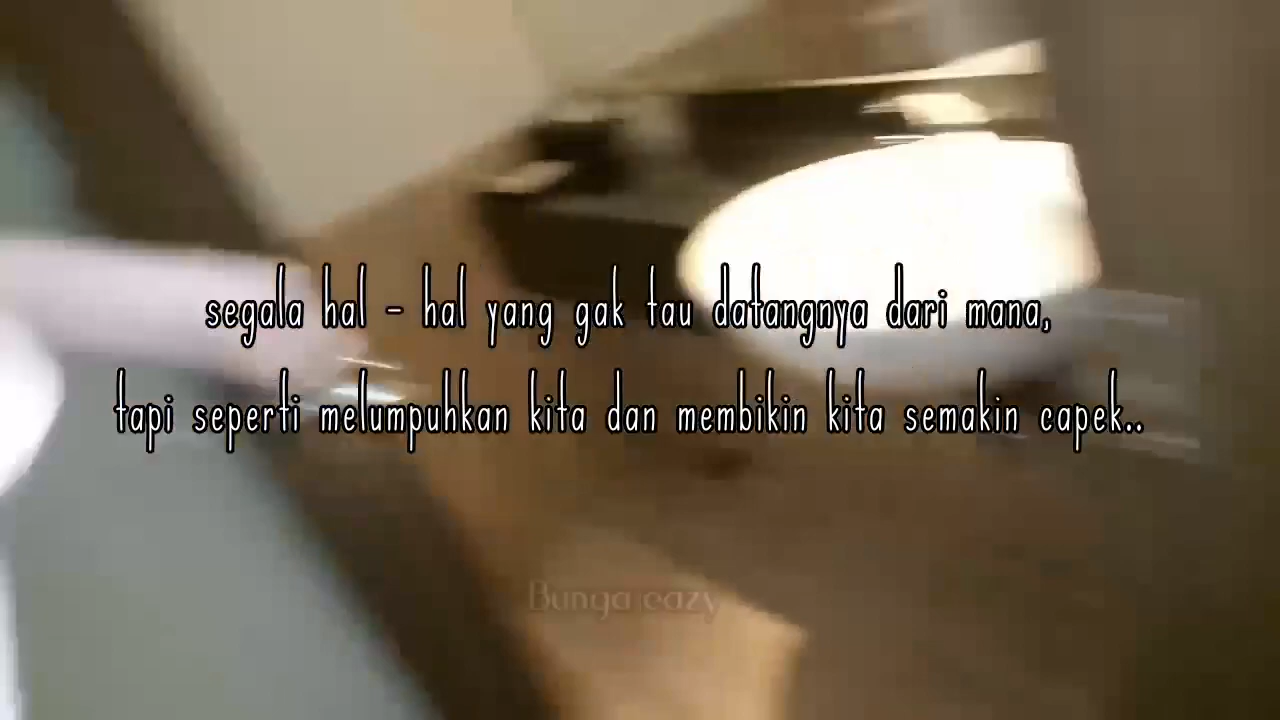 segala hal - hal yang gak tau datangnya dari mana,
tapi seperti melumpuhkan kita dan membikin kita semakin capek..
Bunga eazy